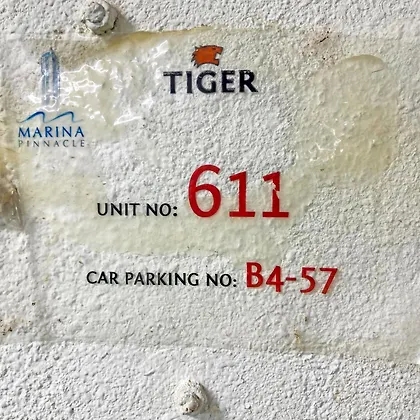 TIGER
MARINA
PINNACLE
UNIT NO: 611
CAR PARKING NO: B4-57